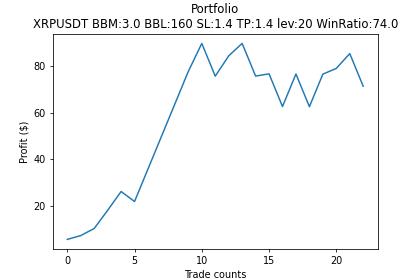 Portfolio
XRPUSDT BBM:3.0 BBL:160 SL:1.4 TP:1.4 lev:20 WinRatio:74.0
80
60
40
20
Profit ($)
0 5 10 15 20
Trade counts